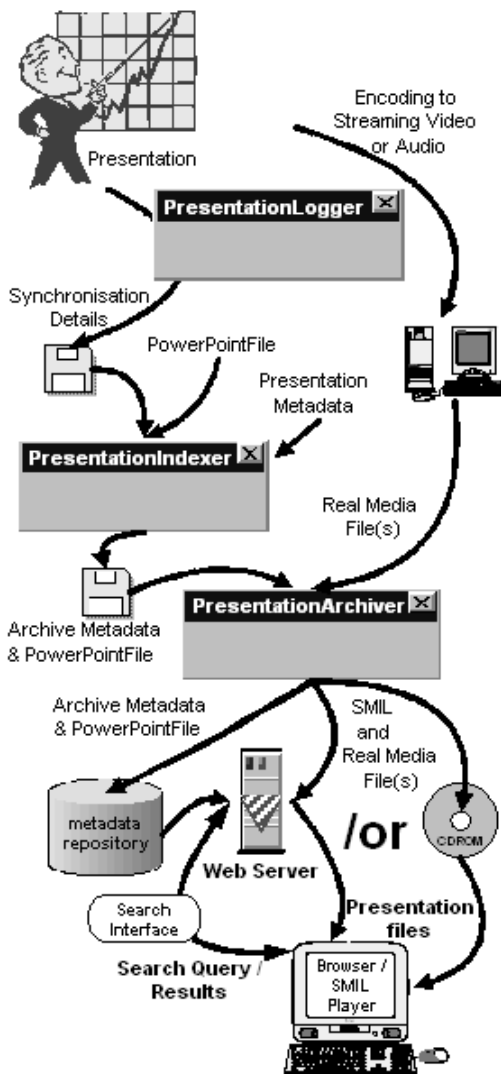 Presentation
Encoding to
Streaming Video
or Audio
PresentationLogger
Synchronisation
Details
PowerPointFile
Presentation
Metadata
PresentationIndexer
Real Media
File(s)
PresentationArchiver
Archive Metadata
& PowerPointFile
Archive Metadata
& PowerPointFile
SMIL
and
Real Media
File(s)
metadata
repository
Web Server
/or
CDROM
Search
Interface
Presentation
files
Search Query /
Results
Browser /
SMIL
Player